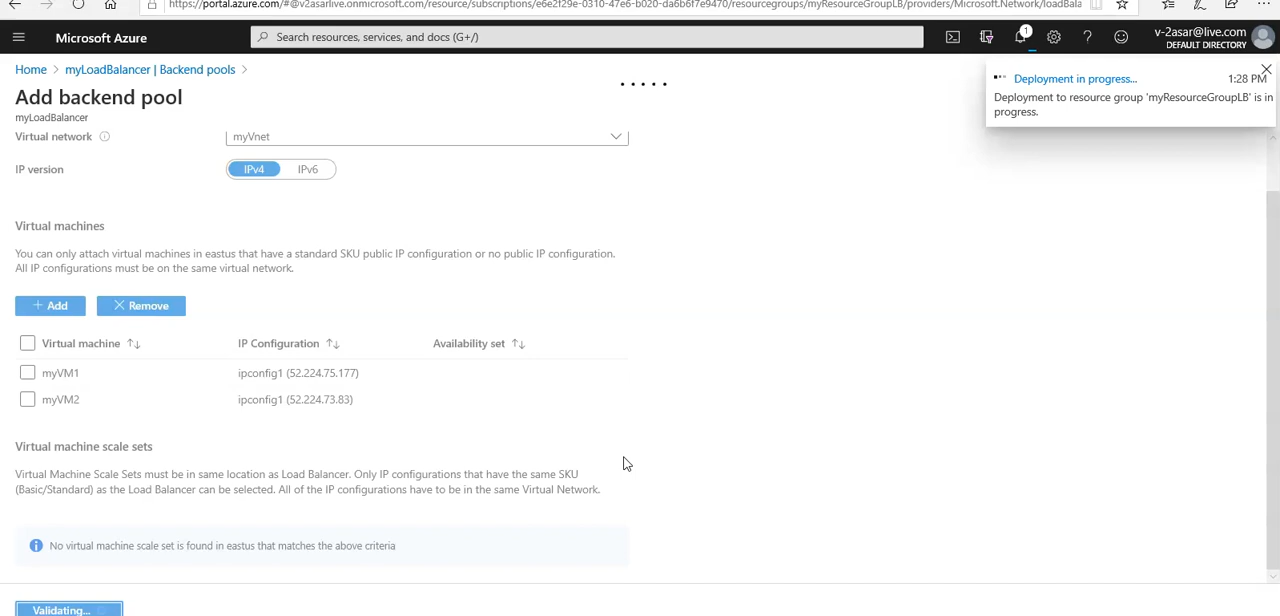 https://portal.azure.com/#@v2asarlive.onmicrosoft.com/resource/subscriptions/e6e2f29e-0310-47e6-b020-da6b6f7e9470/resourcegroups/myResourceGroupLB/providers/Microsoft.Network/loadBala
Microsoft Azure
Search resources, services, and docs (G+/)
1
v-2asar@live.com
DEFAULT DIRECTORY
Home > myLoadBalancer | Backend pools >
Add backend pool
myLoadBalancer
Deployment in progress... 1:28 PM
Deployment to resource group 'myResourceGroupLB' is in
progress.
Virtual network myVnet
IP version IPv4 IPv6
Virtual machines
You can only attach virtual machines in eastus that have a standard SKU public IP configuration or no public IP configuration.
All IP configurations must be on the same virtual network.
+ Add Remove
Virtual machine ↑↓ IP Configuration ↑↓ Availability set ↑↓
myVM1 ipconfig1 (52.224.75.177)
myVM2 ipconfig1 (52.224.73.83)
Virtual machine scale sets
Virtual Machine Scale Sets must be in same location as Load Balancer. Only IP configurations that have the same SKU
(Basic/Standard) as the Load Balancer can be selected. All of the IP configurations have to be in the same Virtual Network.
No virtual machine scale set is found in eastus that matches the above criteria
Validating...